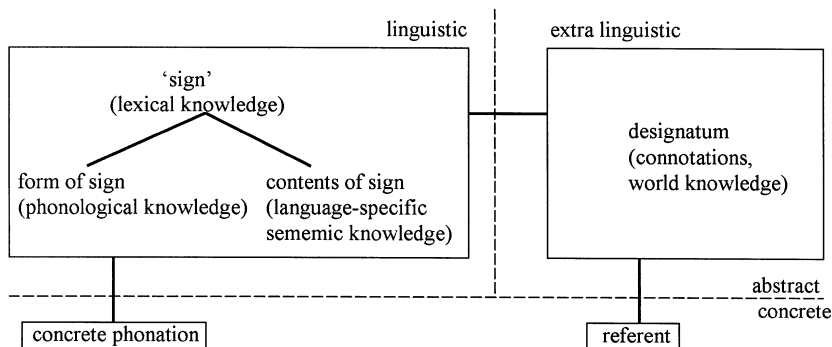 linguistic
extra linguistic
‘sign’
(lexical knowledge)
form of sign
(phonological knowledge)
contents of sign
(language-specific
sememic knowledge)
designatum
(connotations,
world knowledge)
abstract
concrete
concrete phonation
referent